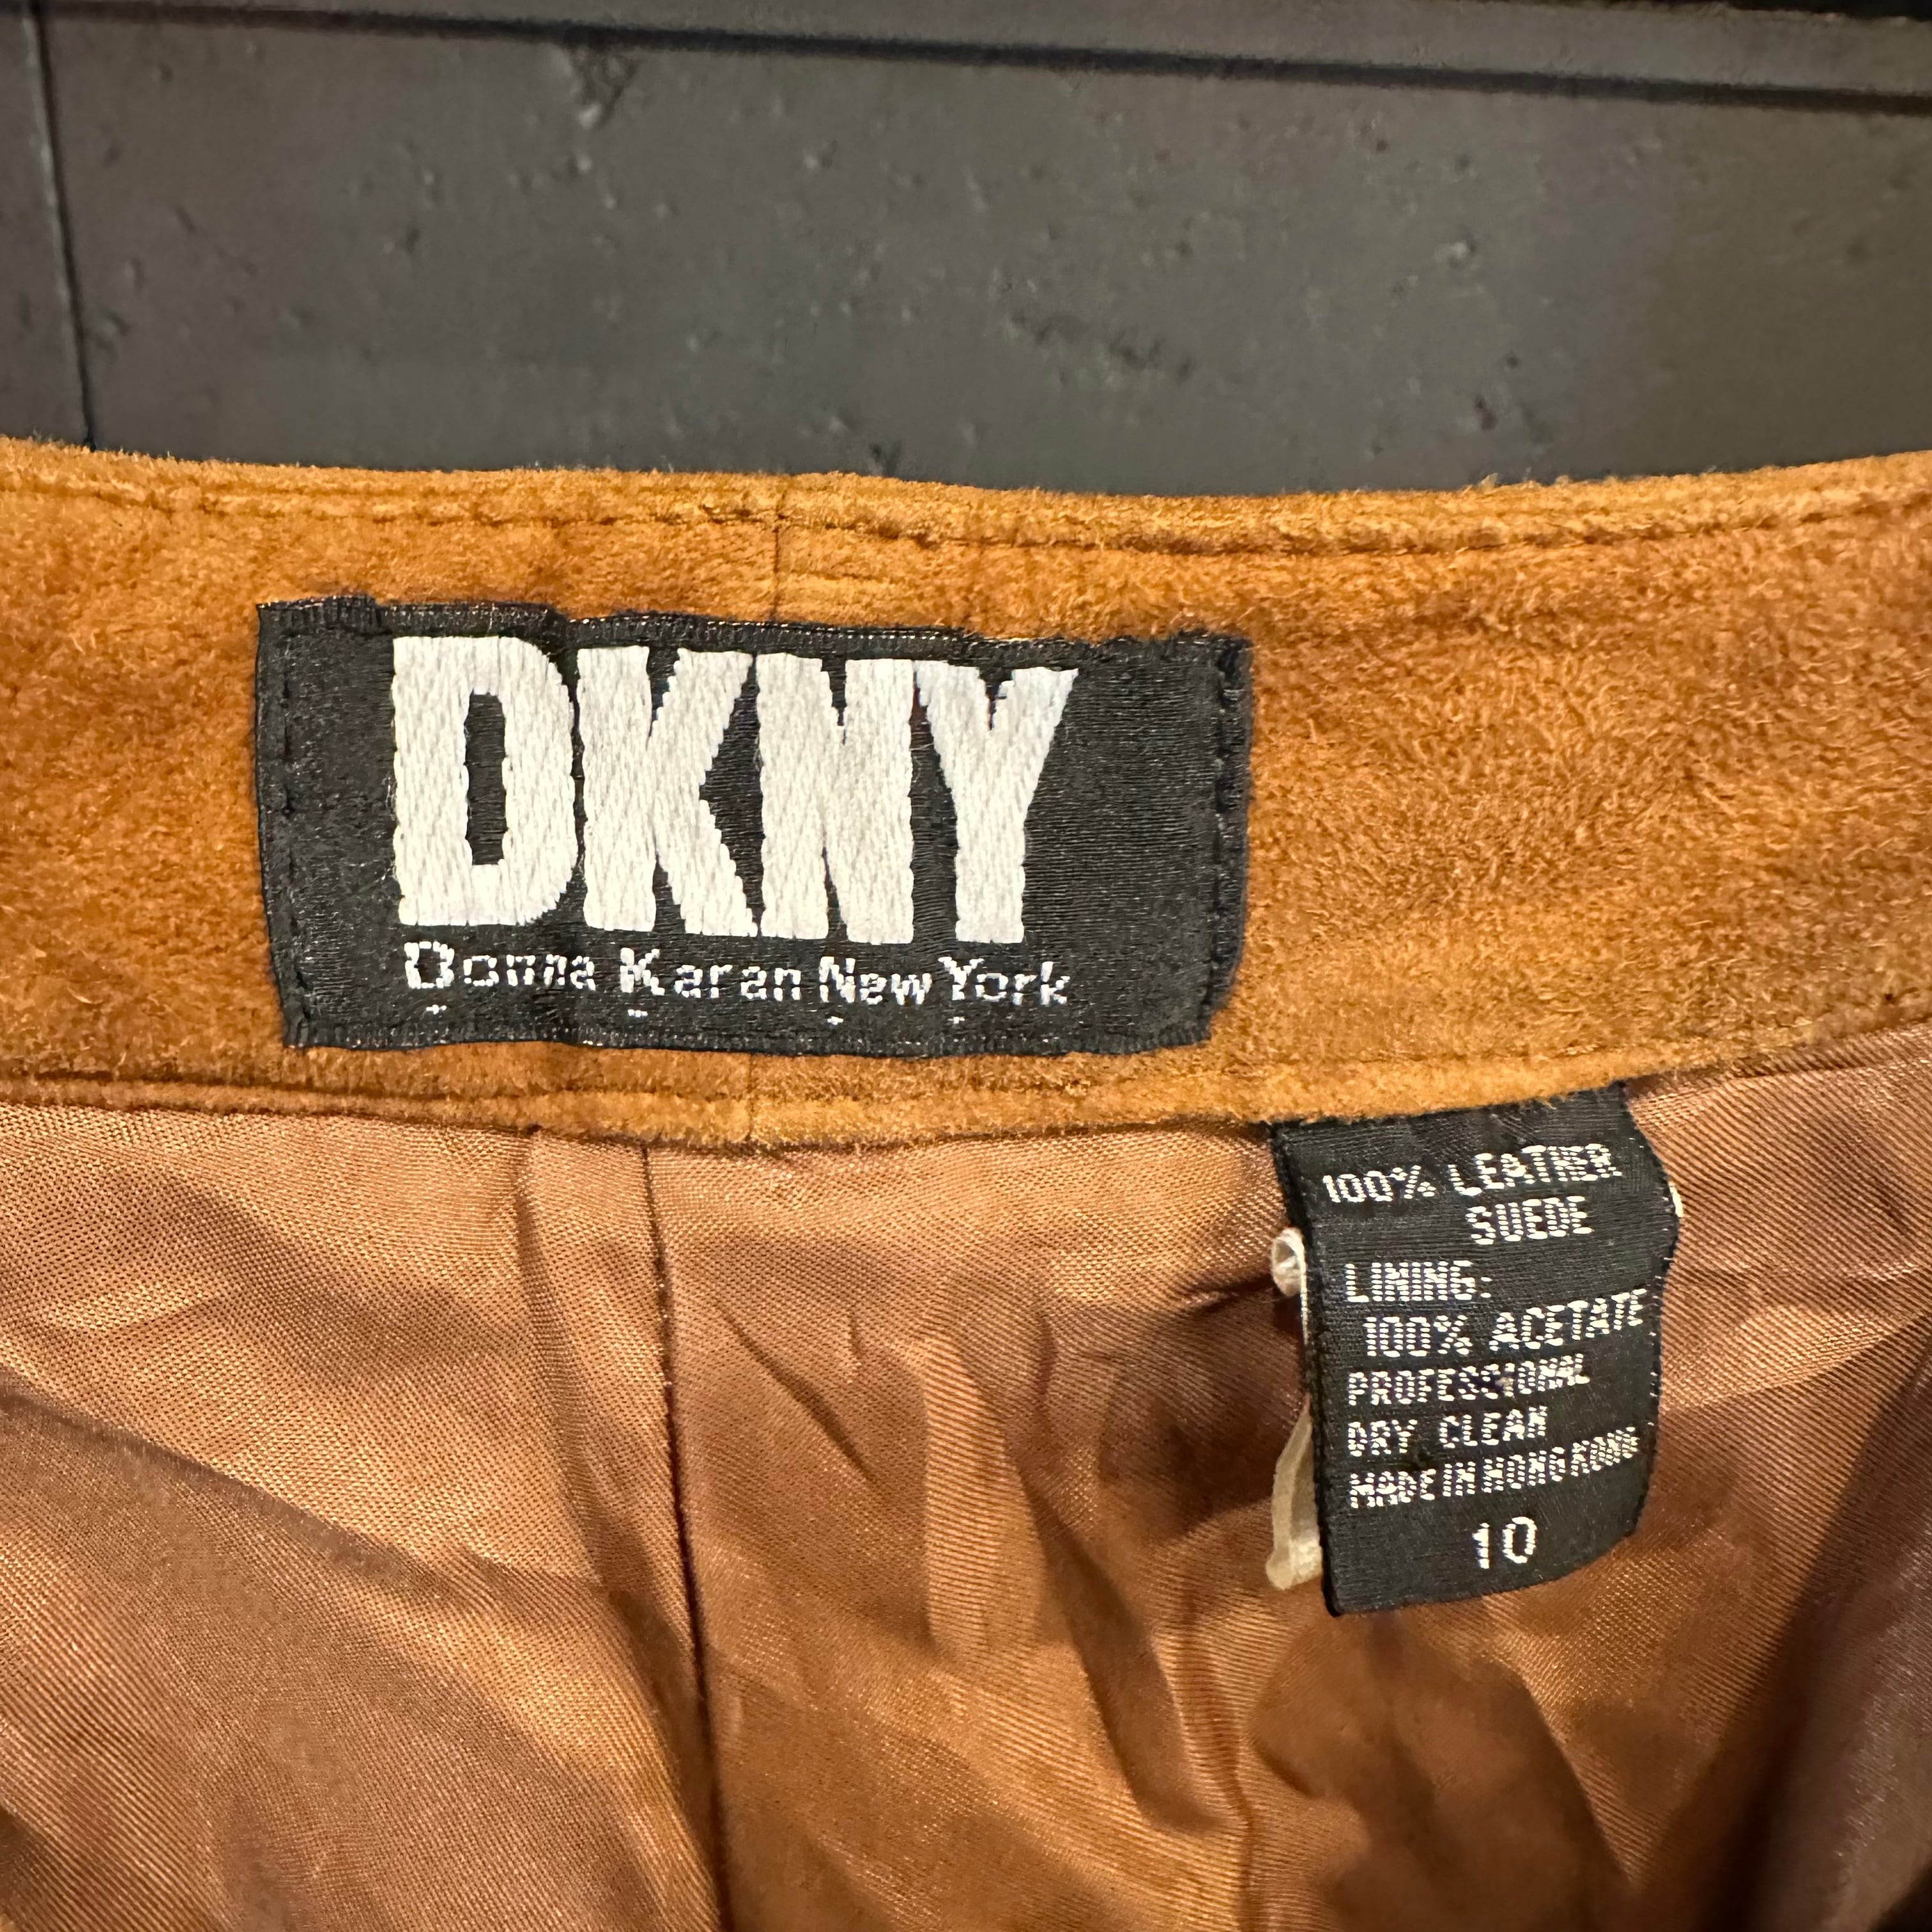 DKNY
Donna Karan New York
100% LEATHER
SUEDE
LINING:
100% ACETATE
PROFESSIONAL
DRY CLEAN
MADE IN HONG KONG
10